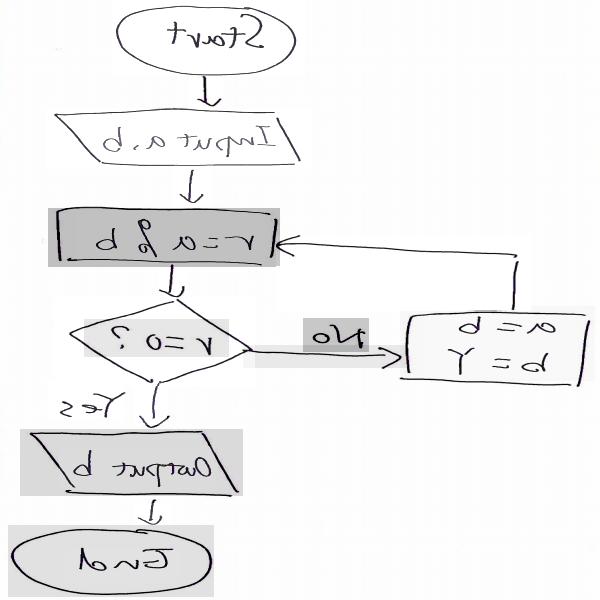 Start
Input a, b
r = a % b
r = 0 ?
No
a = b
b = r
Yes
Output b
End